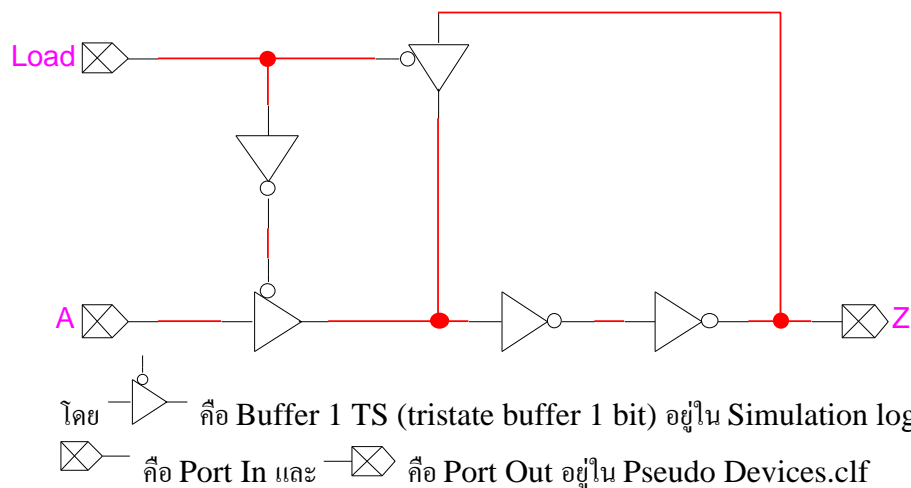 Load
A
Z
โดย คือ Buffer 1 TS (tristate buffer 1 bit) อยู่ใน Simulation log
คือ Port In และ คือ Port Out อยู่ใน Pseudo Devices.clf